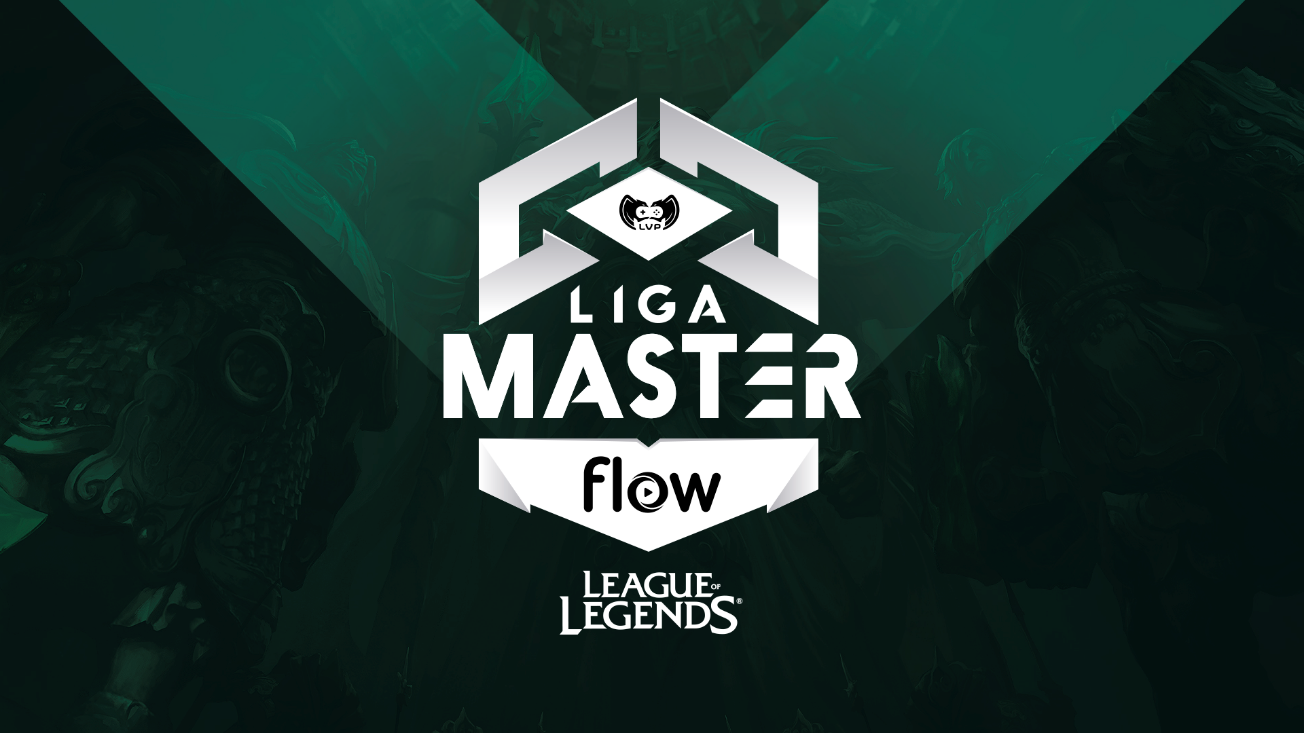 LVP
LIGA
MASTER
flow
LEAGUE OF
LEGENDS®